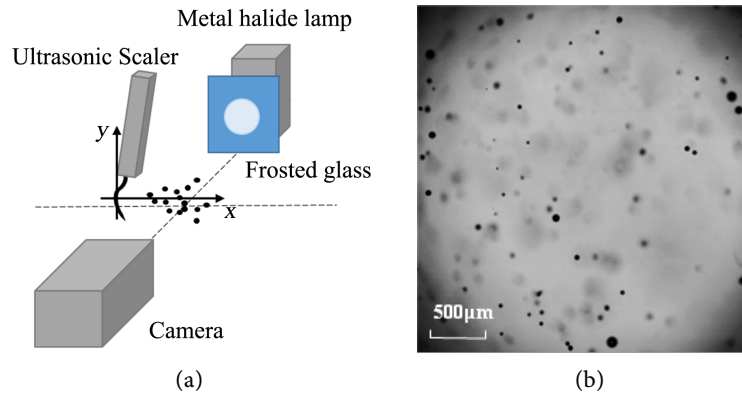 Metal halide lamp
Ultrasonic Scaler
y
Frosted glass
x
Camera
500μm
(a)
(b)